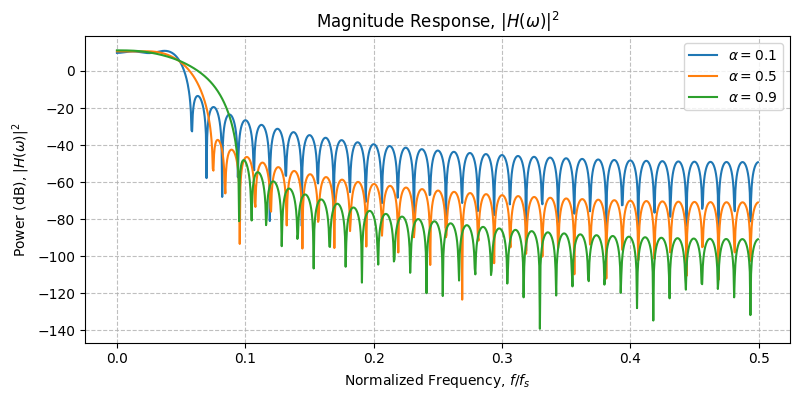 Magnitude Response, |H(ω)|²
Power (dB), |H(ω)|²
0
−20
−40
−60
−80
−100
−120
−140
α = 0.1
α = 0.5
α = 0.9
0.0 0.1 0.2 0.3 0.4 0.5
Normalized Frequency, f/fₛ